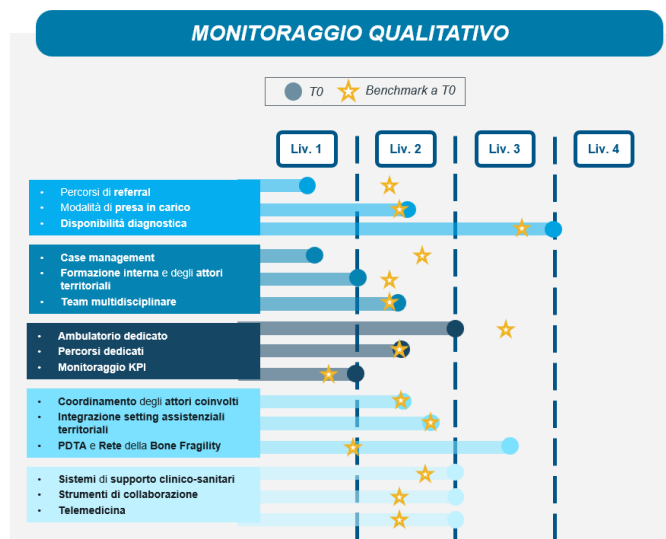 MONITORAGGIO QUALITATIVO
T0
Benchmark a T0
Liv. 1
Liv. 2
Liv. 3
Liv. 4
• Percorsi di referral
• Modalità di presa in carico
• Disponibilità diagnostica
• Case management
• Formazione interna e degli attori
territoriali
• Team multidisciplinare
• Ambulatorio dedicato
• Percorsi dedicati
• Monitoraggio KPI
• Coordinamento degli attori coinvolti
• Integrazione setting assistenziali
territoriali
• PDTA e Rete della Bone Fragility
• Sistemi di supporto clinico-sanitari
• Strumenti di collaborazione
• Telemedicina